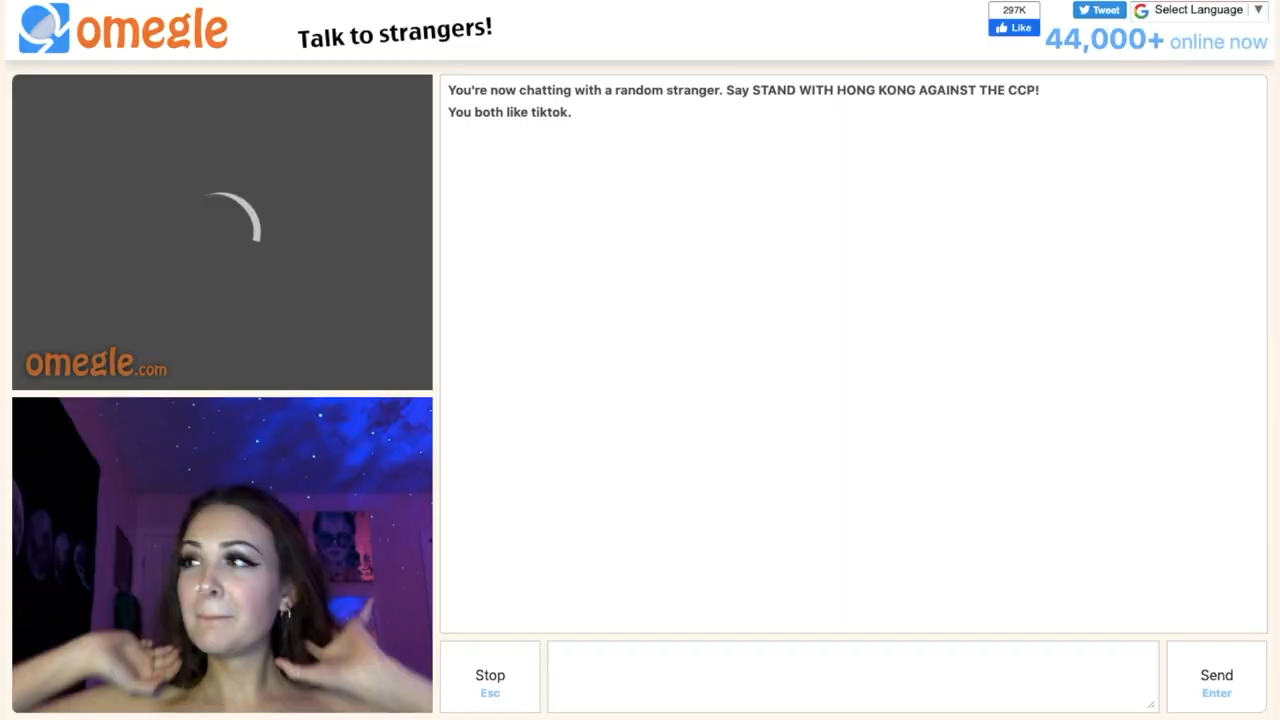 omegle
Talk to strangers!
297K
Like
Tweet
Select Language ▼
44,000+ online now
You're now chatting with a random stranger. Say STAND WITH HONG KONG AGAINST THE CCP!
You both like tiktok.
omegle.com
Stop
Esc
Send
Enter